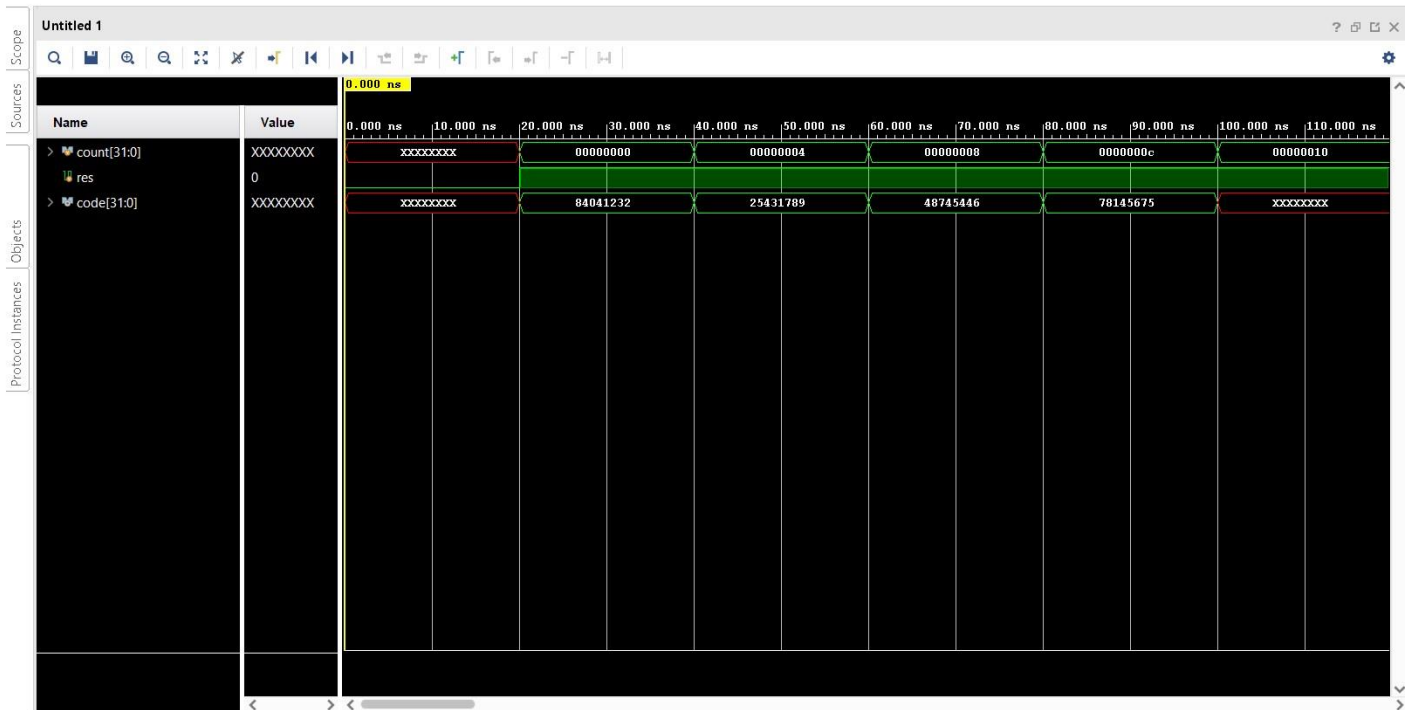 Untitled 1
Scope
Sources
Objects
Protocol Instances
0.000 ns
Name Value
0.000 ns 10.000 ns 20.000 ns 30.000 ns 40.000 ns 50.000 ns 60.000 ns 70.000 ns 80.000 ns 90.000 ns 100.000 ns 110.000 ns
count[31:0] XXXXXXXX XXXXXXXX 00000000 00000004 00000008 0000000c 00000010
res 0
code[31:0] XXXXXXXX XXXXXXXX 84041232 25431789 48745446 78145675 XXXXXXXX